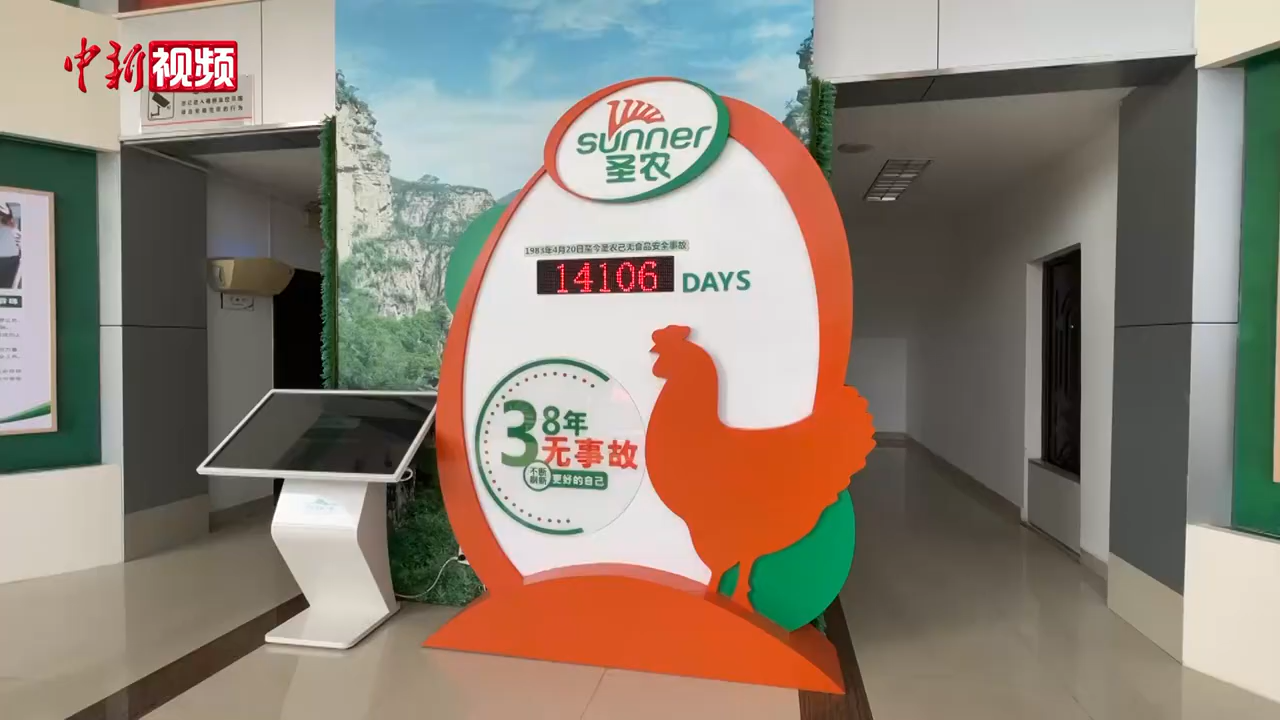 中新视频
sunner
圣农
1983年4月20日至今圣农已无食品安全事故
14106 DAYS
38年
无事故
不断
刷新
更好的自己